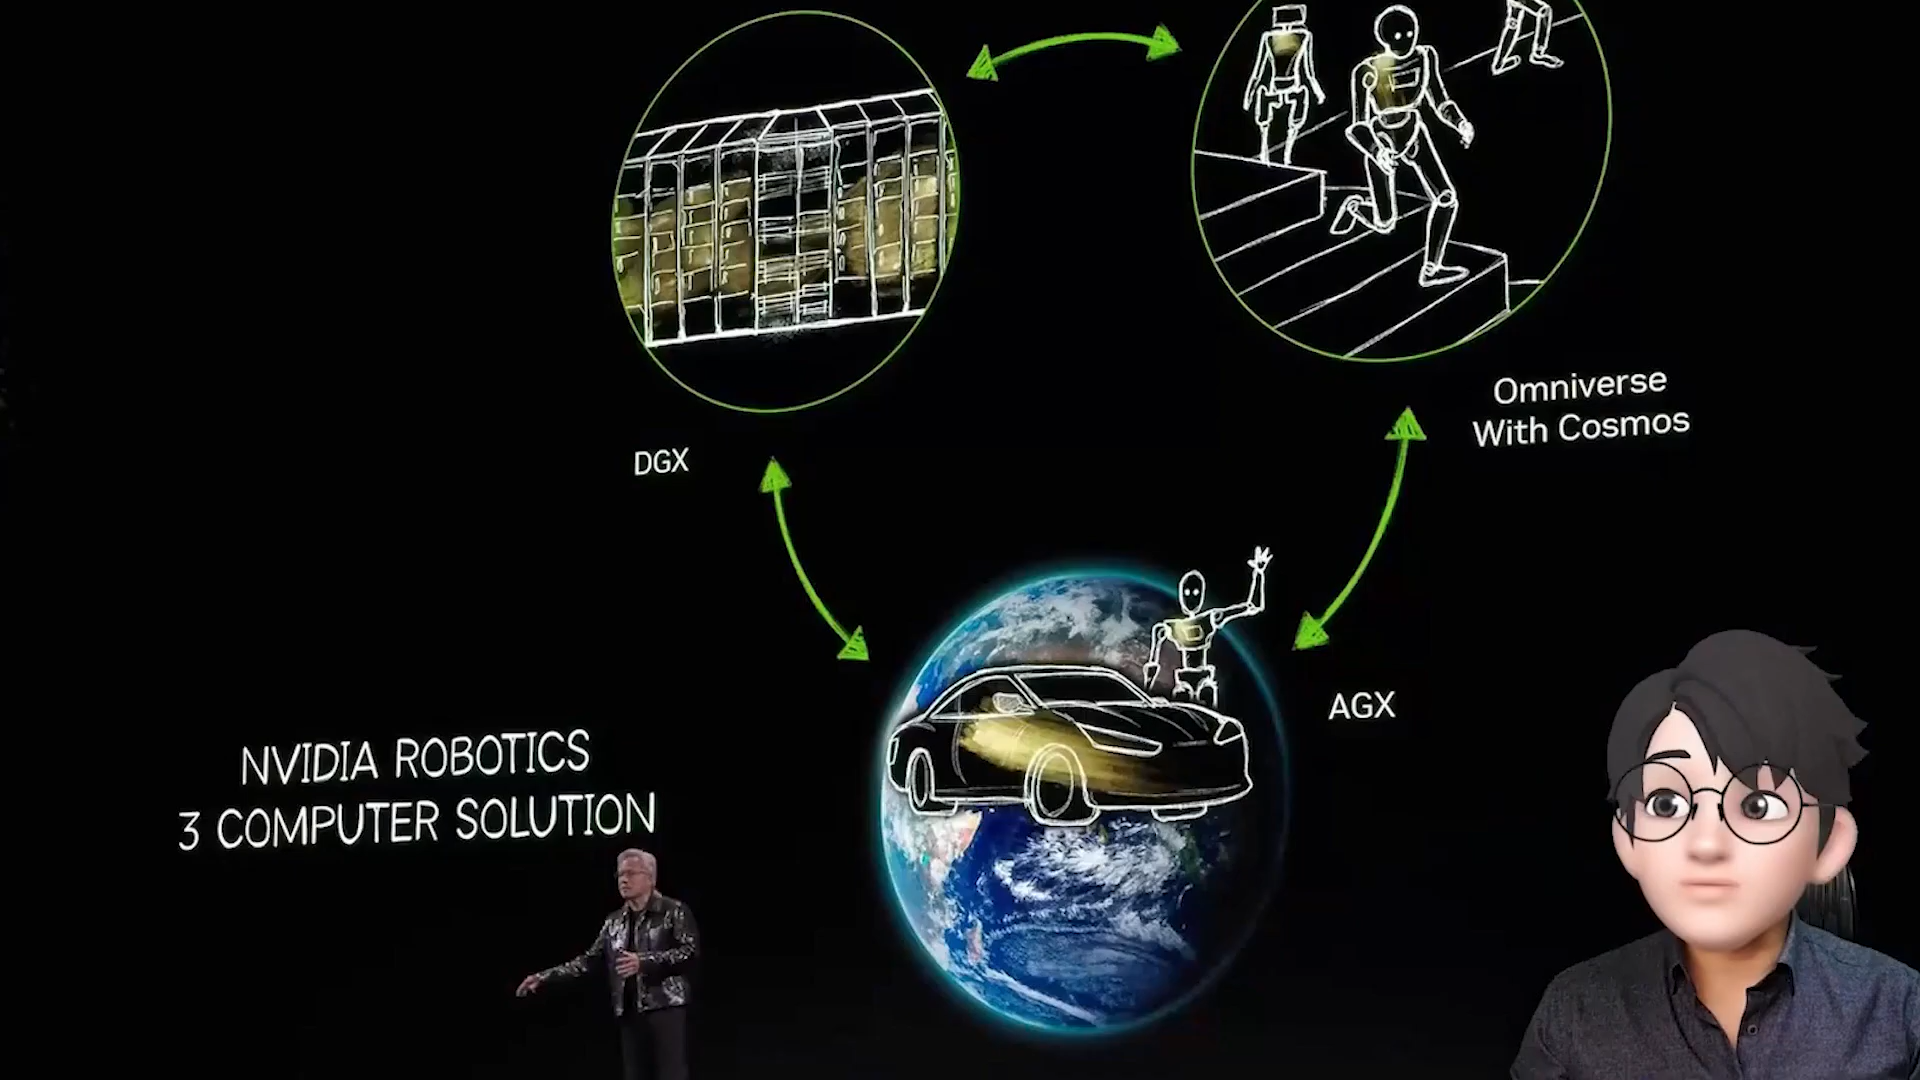 Omniverse
With Cosmos
DGX
AGX
NVIDIA ROBOTICS
3 COMPUTER SOLUTION